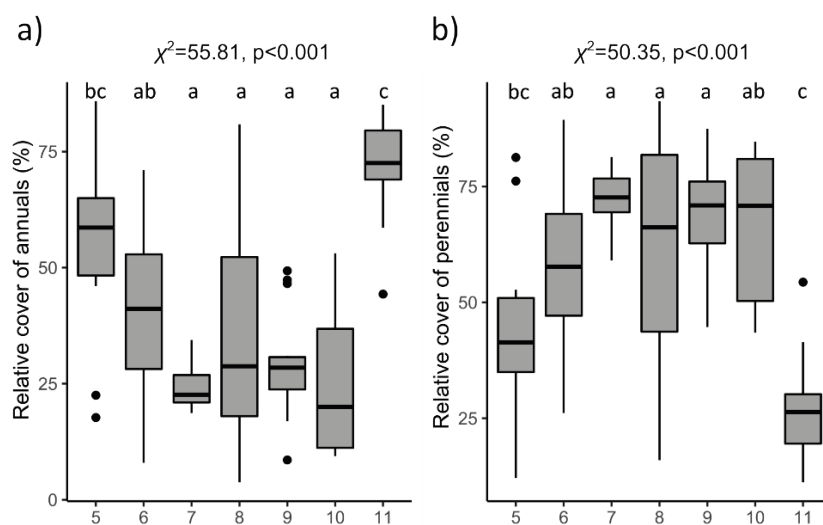 a)
χ²=55.81, p<0.001
bc ab a a a a c
Relative cover of annuals (%)
75
50
25
0
5 6 7 8 9 10 11
b)
χ²=50.35, p<0.001
bc ab a a a ab c
Relative cover of perennials (%)
75
50
25
5 6 7 8 9 10 11